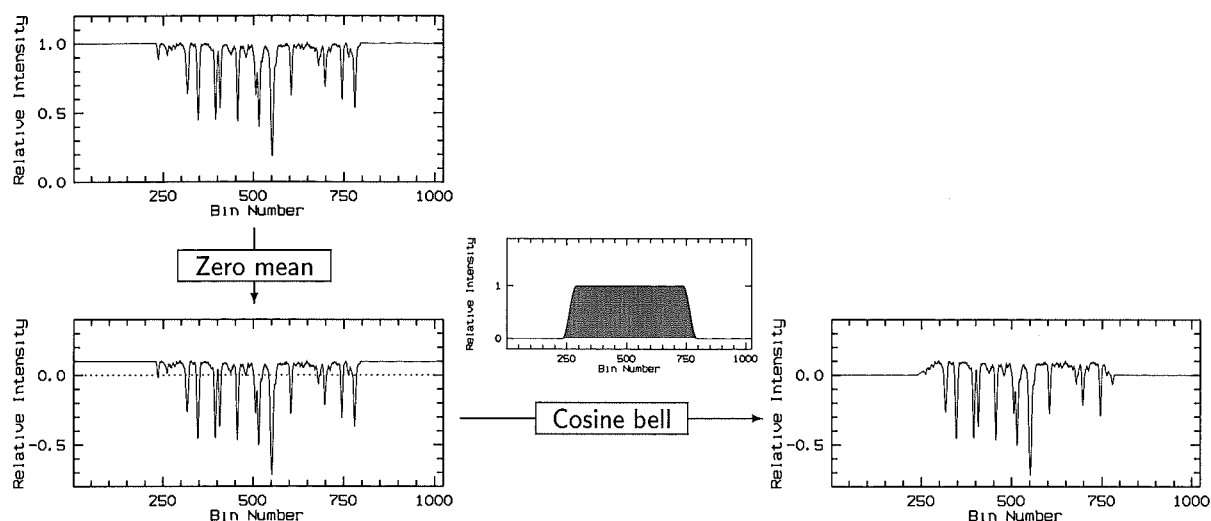 Relative Intensity
1.0
0.5
0.0
250 500 750 1000
Bin Number
Zero mean
Relative Intensity
0.0
-0.5
250 500 750 1000
Bin Number
Relative Intensity
1
0
250 500 750 1000
Bin Number
Cosine bell
Relative Intensity
0.0
-0.5
250 500 750 1000
Bin Number